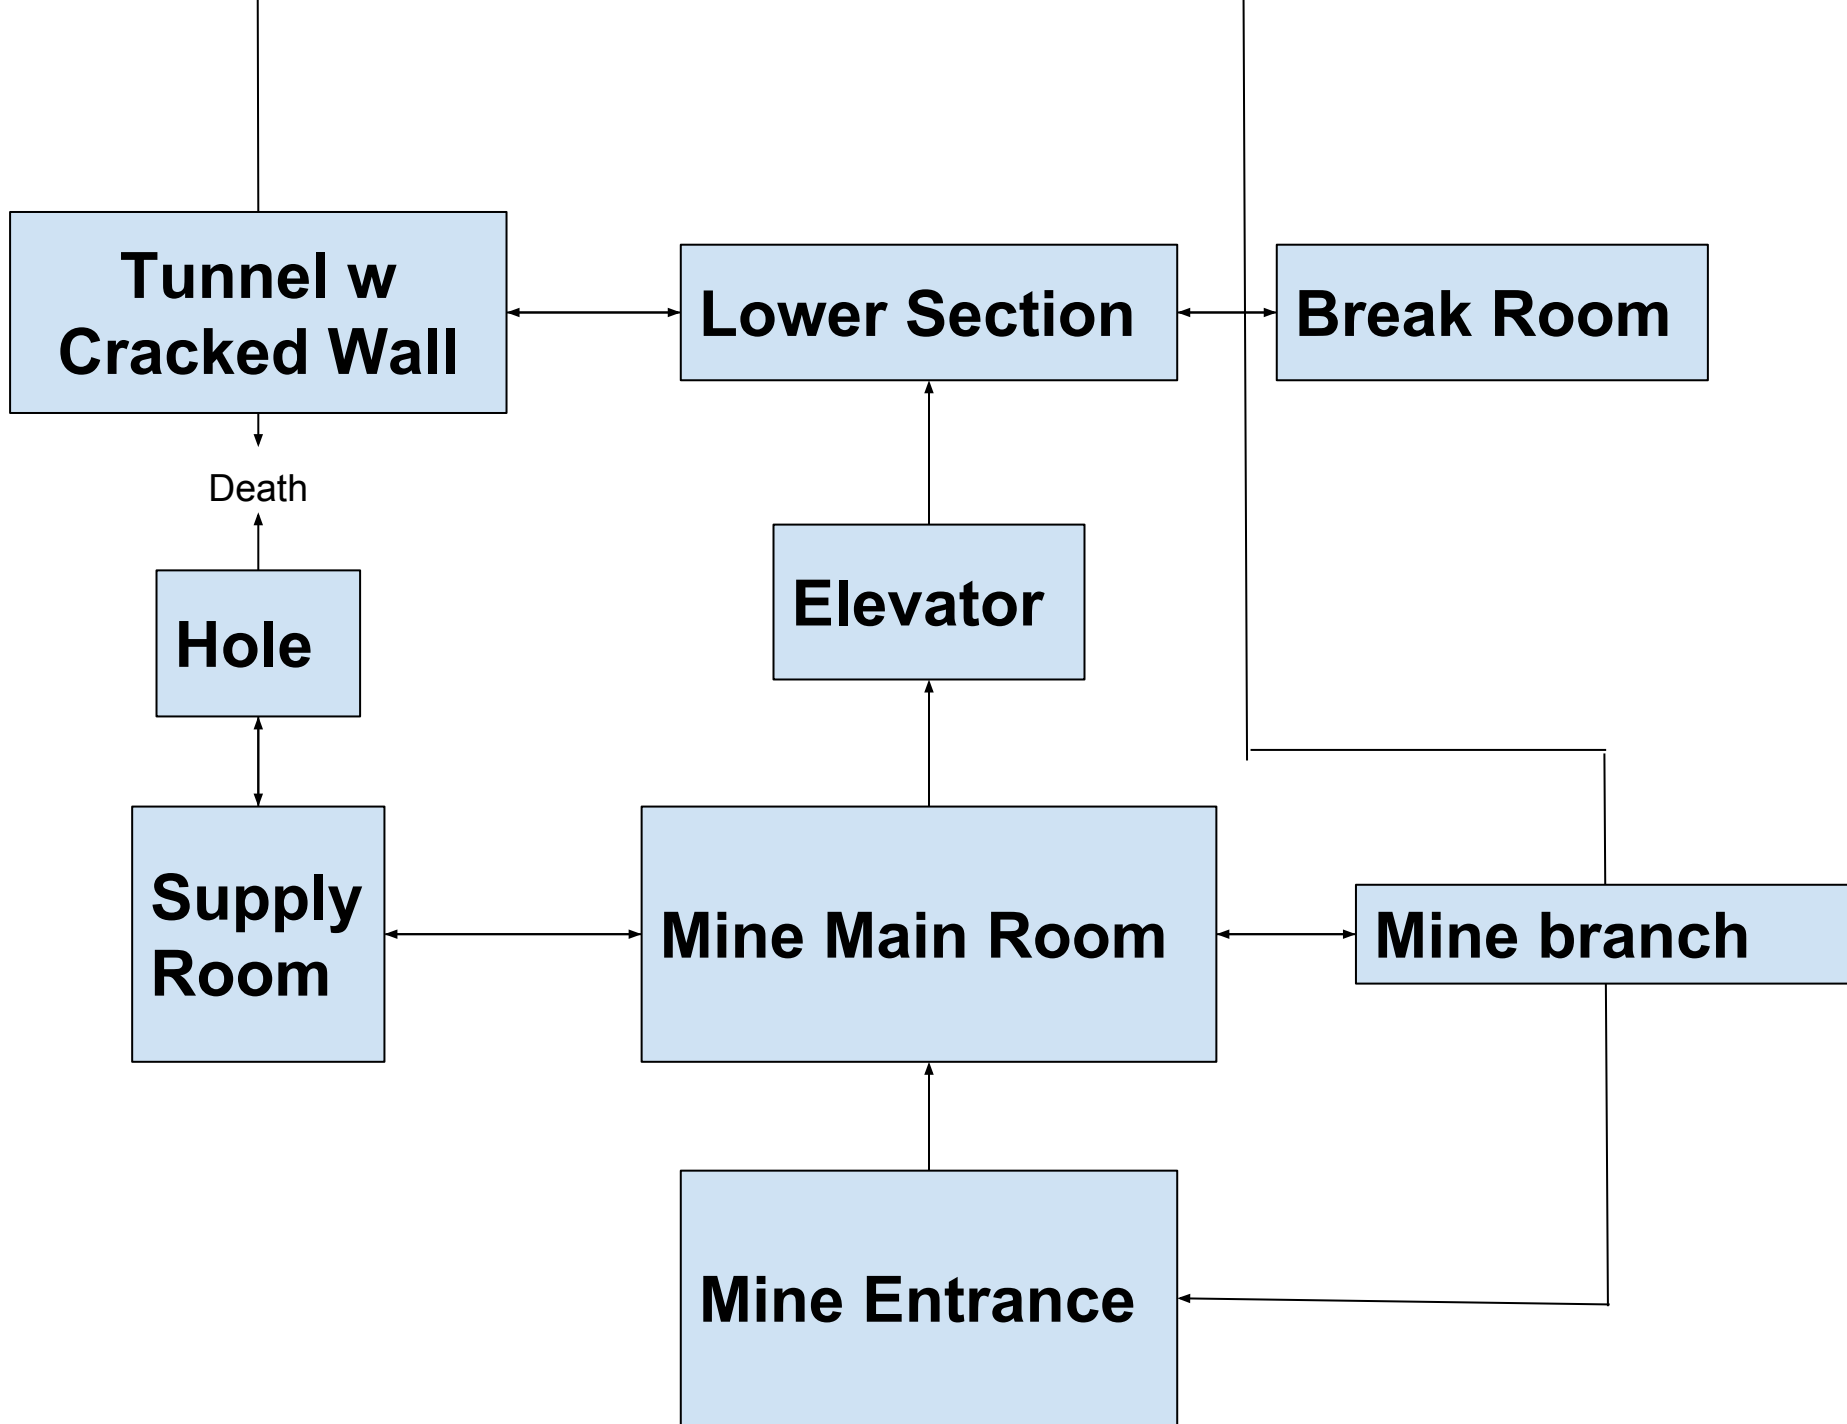 Tunnel w
Cracked Wall
Lower Section
Break Room
Death
Elevator
Hole
Supply
Room
Mine Main Room
Mine branch
Mine Entrance